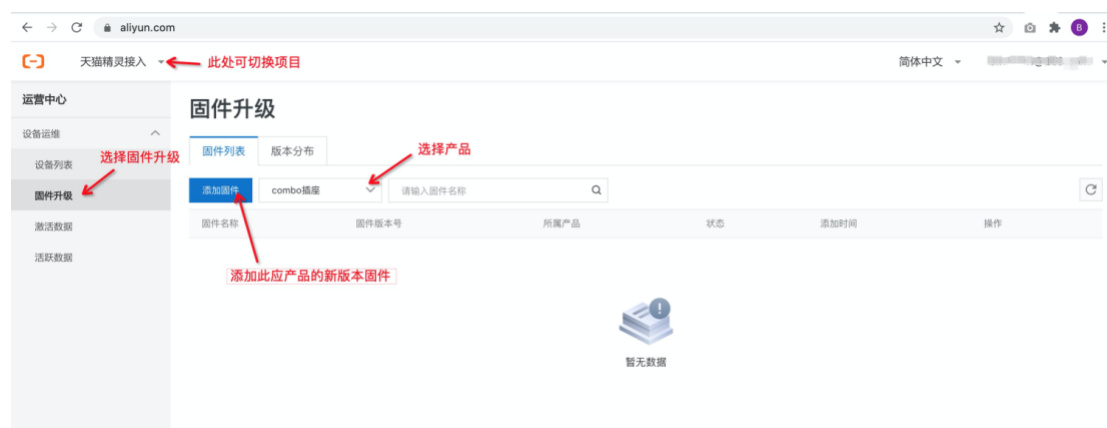 aliyun.com
B
天猫精灵接入
此处可切换项目
简体中文
运营中心
设备运维
设备列表
固件升级
激活数据
活跃数据
选择固件升级
固件升级
固件列表
版本分布
选择产品
添加固件
combo插座
请输入固件名称
固件名称
固件版本号
所属产品
状态
添加时间
操作
添加此应产品的新版本固件
暂无数据